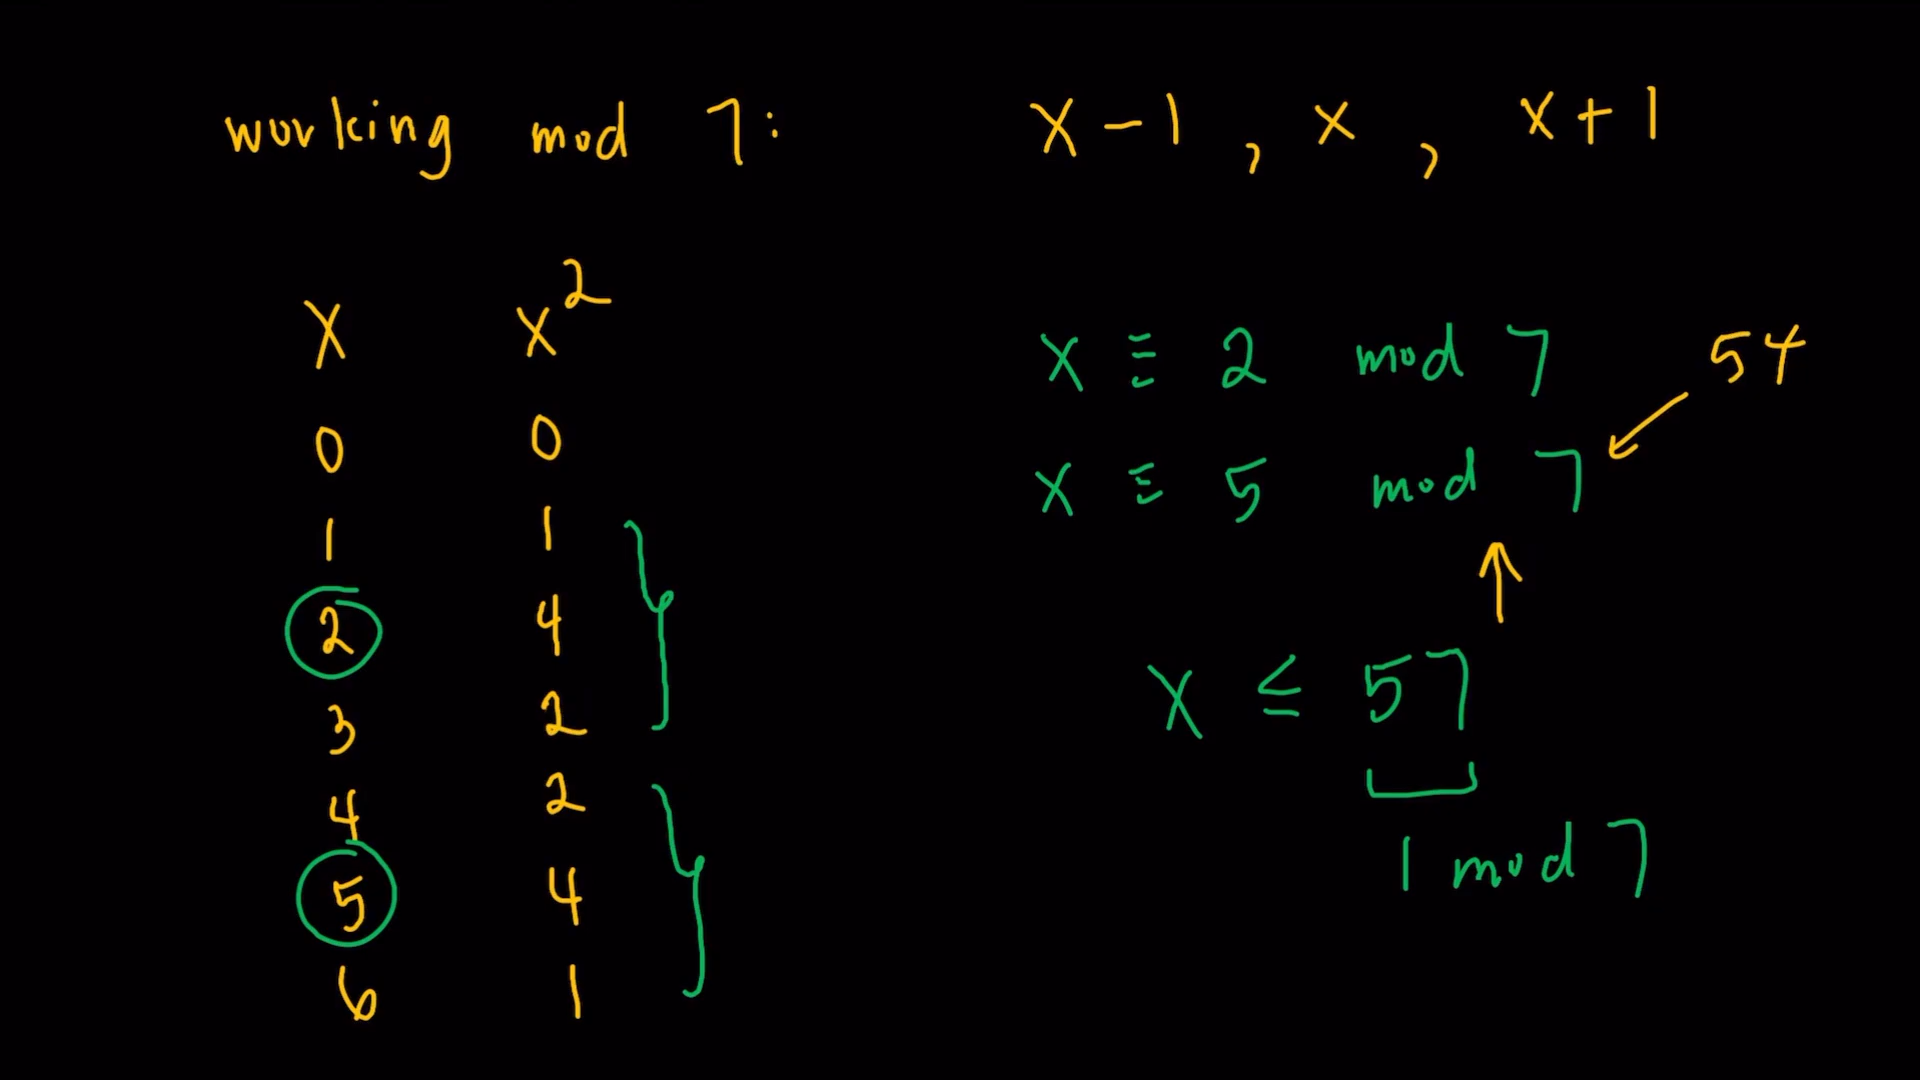 working mod 7:
x x²
0 0
1 1
2 4
3 2
4 2
5 4
6 1
x-1, x, x+1
x ≡ 2 mod 7
54
x ≡ 5 mod 7
x ≤ 57
1 mod 7